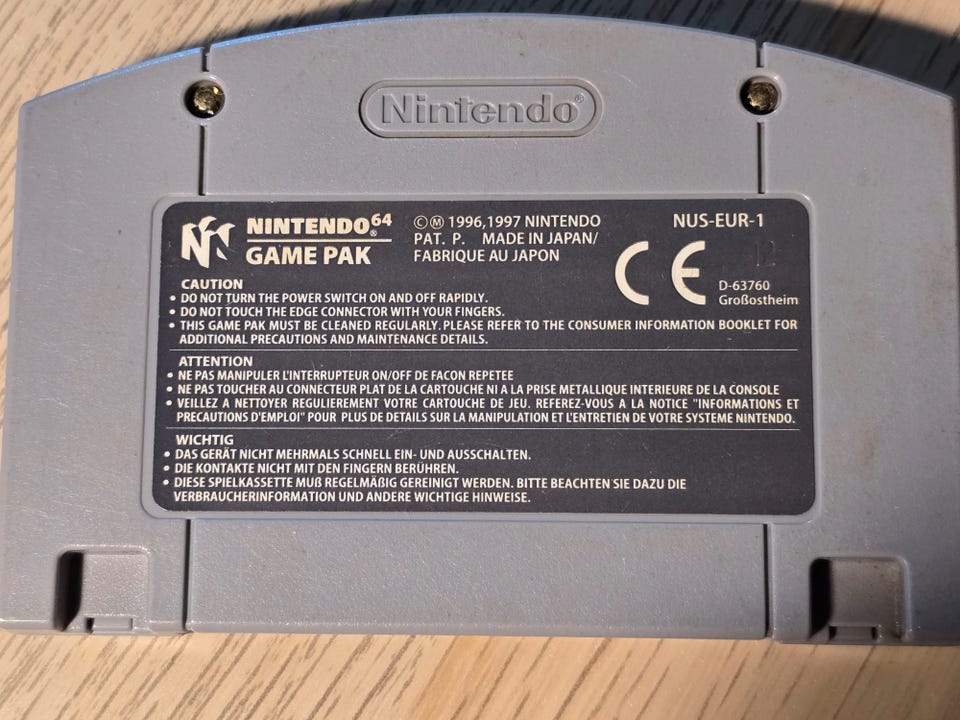 Nintendo®
NINTENDO®64
GAME PAK
©Ⓜ 1996,1997 NINTENDO
PAT. P. MADE IN JAPAN/
FABRIQUE AU JAPON
NUS-EUR-1
CE
12
D-63760
Großostheim
CAUTION
• DO NOT TURN THE POWER SWITCH ON AND OFF RAPIDLY.
• DO NOT TOUCH THE EDGE CONNECTOR WITH YOUR FINGERS.
• THIS GAME PAK MUST BE CLEANED REGULARLY. PLEASE REFER TO THE CONSUMER INFORMATION BOOKLET FOR
ADDITIONAL PRECAUTIONS AND MAINTENANCE DETAILS.
ATTENTION
• NE PAS MANIPULER L'INTERRUPTEUR ON/OFF DE FACON REPETEE
• NE PAS TOUCHER AU CONNECTEUR PLAT DE LA CARTOUCHE NI A LA PRISE METALLIQUE INTERIEURE DE LA CONSOLE
• VEILLEZ A NETTOYER REGULIEREMENT VOTRE CARTOUCHE DE JEU. REFEREZ-VOUS A LA NOTICE "INFORMATIONS ET
PRECAUTIONS D'EMPLOI" POUR PLUS DE DETAILS SUR LA MANIPULATION ET L'ENTRETIEN DE VOTRE SYSTEME NINTENDO.
WICHTIG
• DAS GERÄT NICHT MEHRMALS SCHNELL EIN- UND AUSSCHALTEN.
• DIE KONTAKTE NICHT MIT DEN FINGERN BERÜHREN.
• DIESE SPIELKASSETTE MUß REGELMÄßIG GEREINIGT WERDEN. BITTE BEACHTEN SIE DAZU DIE
VERBRAUCHERINFORMATION UND ANDERE WICHTIGE HINWEISE.